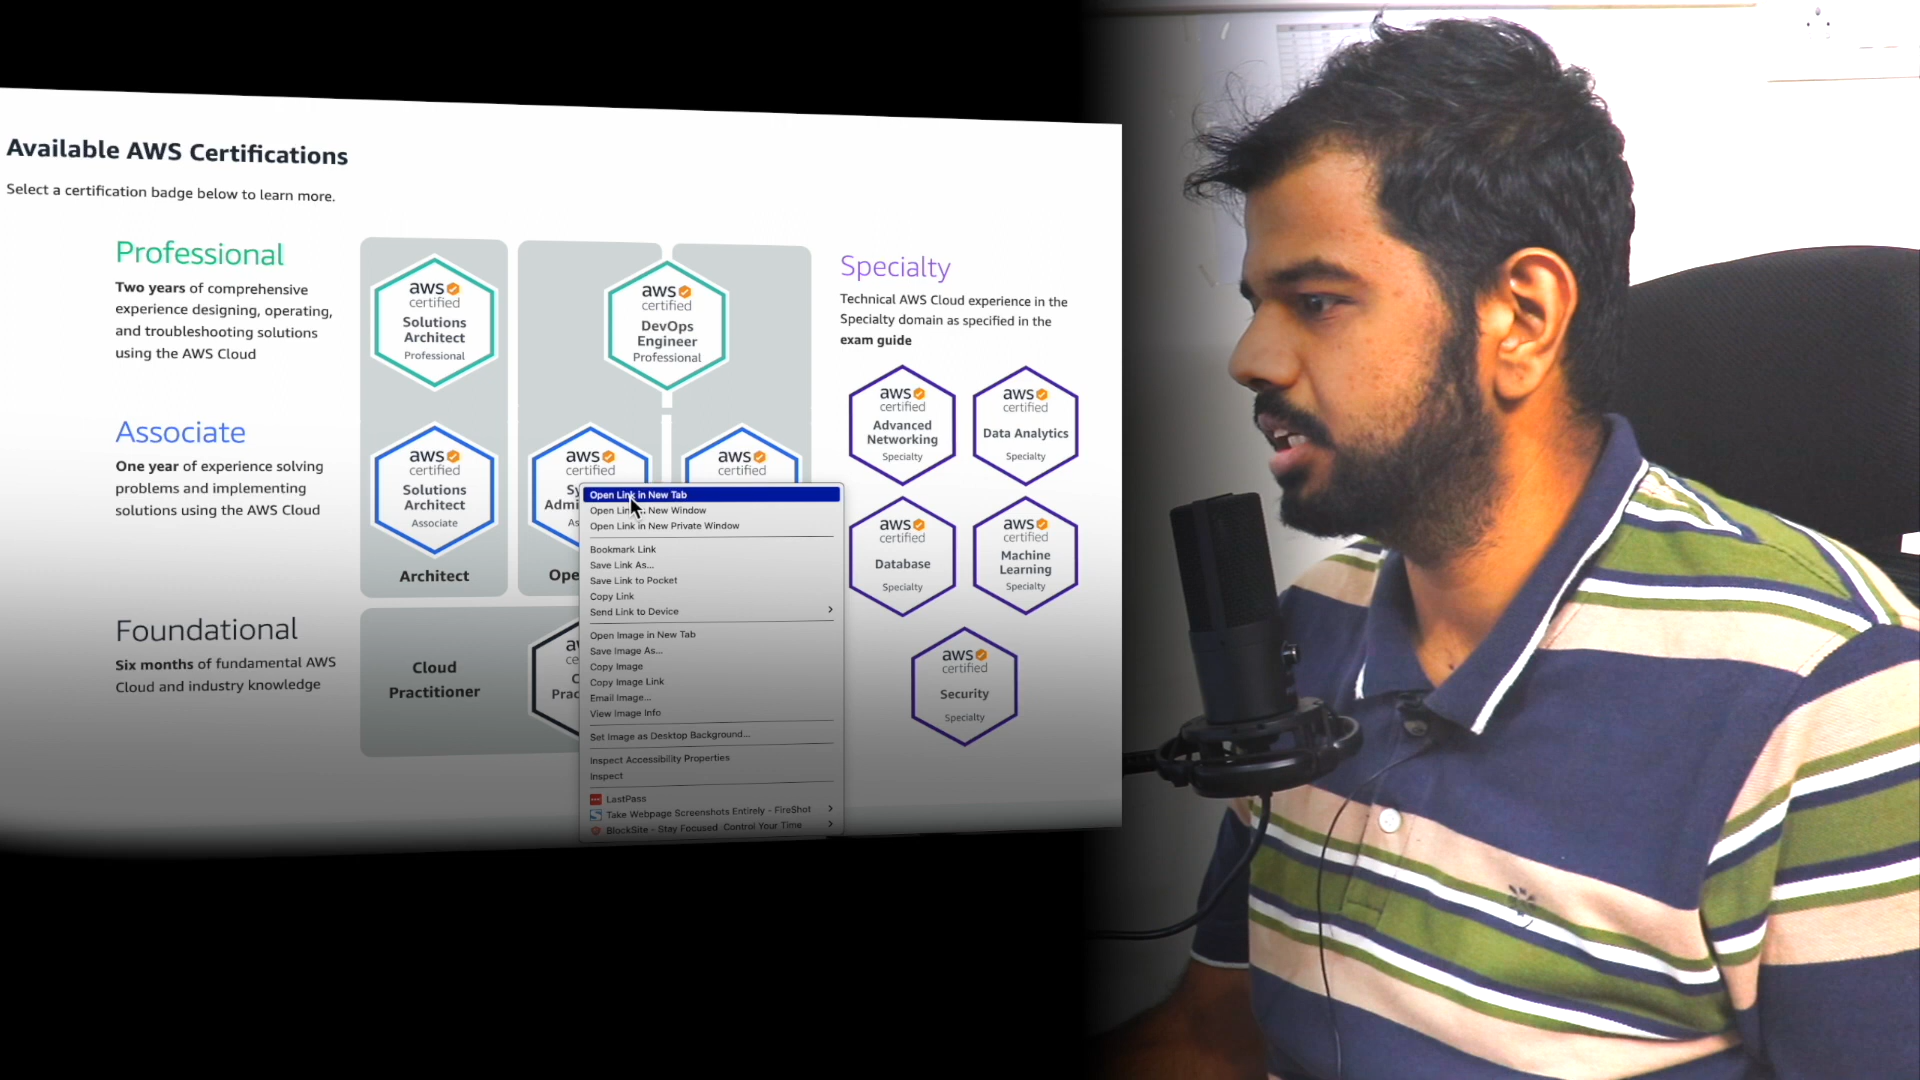 Available AWS Certifications
Select a certification badge below to learn more.
Professional
Two years of comprehensive
experience designing, operating,
and troubleshooting solutions
using the AWS Cloud
aws
certified
Solutions
Architect
Professional
aws
certified
DevOps
Engineer
Professional
Associate
One year of experience solving
problems and implementing
solutions using the AWS Cloud
aws
certified
Solutions
Architect
Associate
Architect
aws
certified
Sy
Admi
As
Ope
aws
certified
Foundational
Six months of fundamental AWS
Cloud and industry knowledge
Cloud
Practitioner
a
ce
C
Prac
Open Link in New Tab
Open Lin New Window
Open Link in New Private Window
Bookmark Link
Save Link As...
Save Link to Pocket
Copy Link
Send Link to Device
Open Image in New Tab
Save Image As...
Copy Image
Copy Image Link
Email Image...
View Image Info
Set Image as Desktop Background...
Inspect Accessibility Properties
Inspect
LastPass
Take Webpage Screenshots Entirely - FireShot
BlockSite - Stay Focused Control Your Time
Specialty
Technical AWS Cloud experience in the
Specialty domain as specified in the
exam guide
aws
certified
Advanced
Networking
Specialty
aws
certified
Data Analytics
Specialty
aws
certified
Database
Specialty
aws
certified
Machine
Learning
Specialty
aws
certified
Security
Specialty